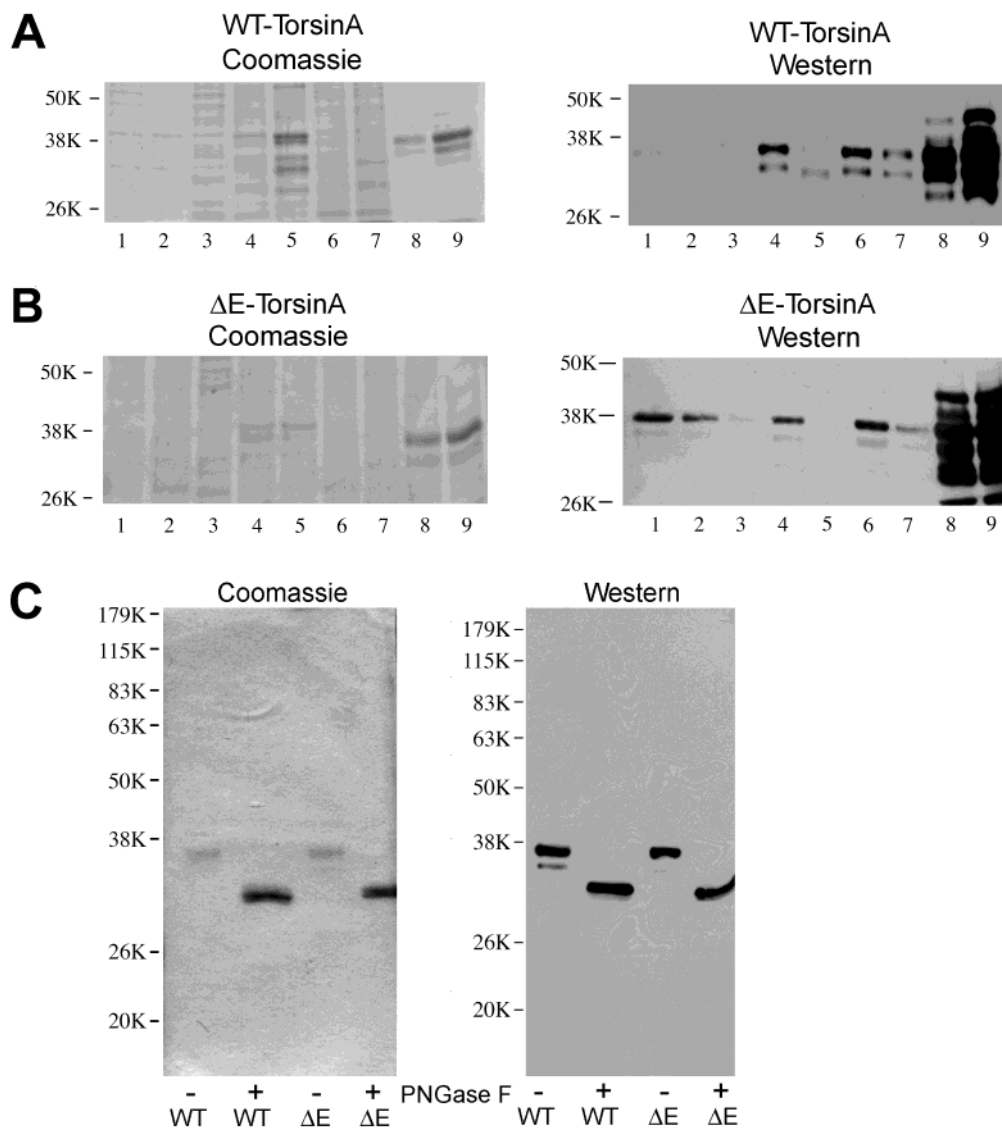 A
WT-TorsinA
Coomassie
50K
38K
26K
1 2 3 4 5 6 7 8 9
WT-TorsinA
Western
50K
38K
26K
1 2 3 4 5 6 7 8 9
B
ΔE-TorsinA
Coomassie
50K
38K
26K
1 2 3 4 5 6 7 8 9
ΔE-TorsinA
Western
50K
38K
26K
1 2 3 4 5 6 7 8 9
C
Coomassie
179K
115K
83K
63K
50K
38K
26K
20K
Western
179K
115K
83K
63K
50K
38K
26K
20K
- + - + PNGase F - + - +
WT WT ΔE ΔE WT WT ΔE ΔE